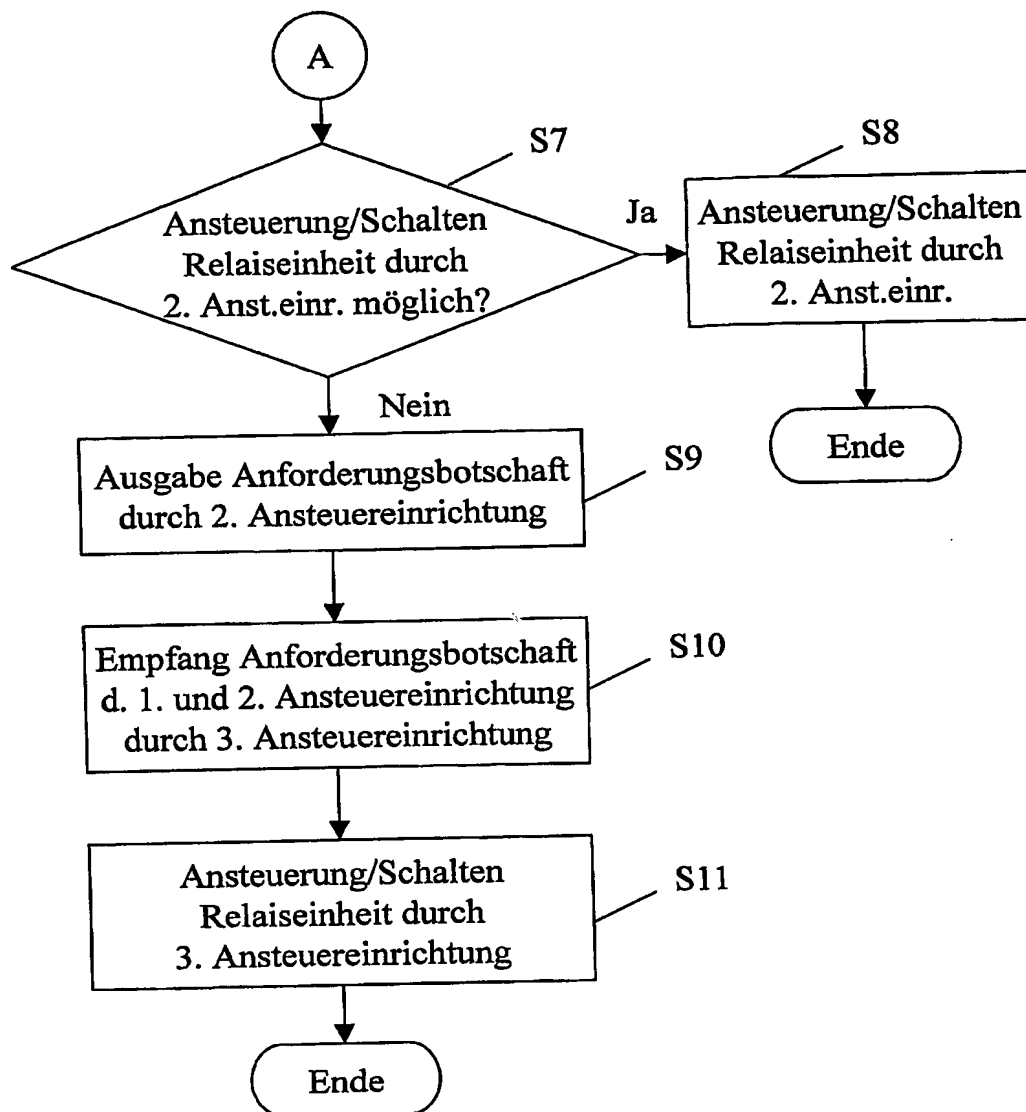 A
S7
Ansteuerung/Schalten
Relaiseinheit durch
2. Anst.einr. möglich?
Ja
S8
Ansteuerung/Schalten
Relaiseinheit durch
2. Anst.einr.
Ende
Nein
S9
Ausgabe Anforderungsbotschaft
durch 2. Ansteuereinrichtung
S10
Empfang Anforderungsbotschaft
d. 1. und 2. Ansteuereinrichtung
durch 3. Ansteuereinrichtung
S11
Ansteuerung/Schalten
Relaiseinheit durch
3. Ansteuereinrichtung
Ende